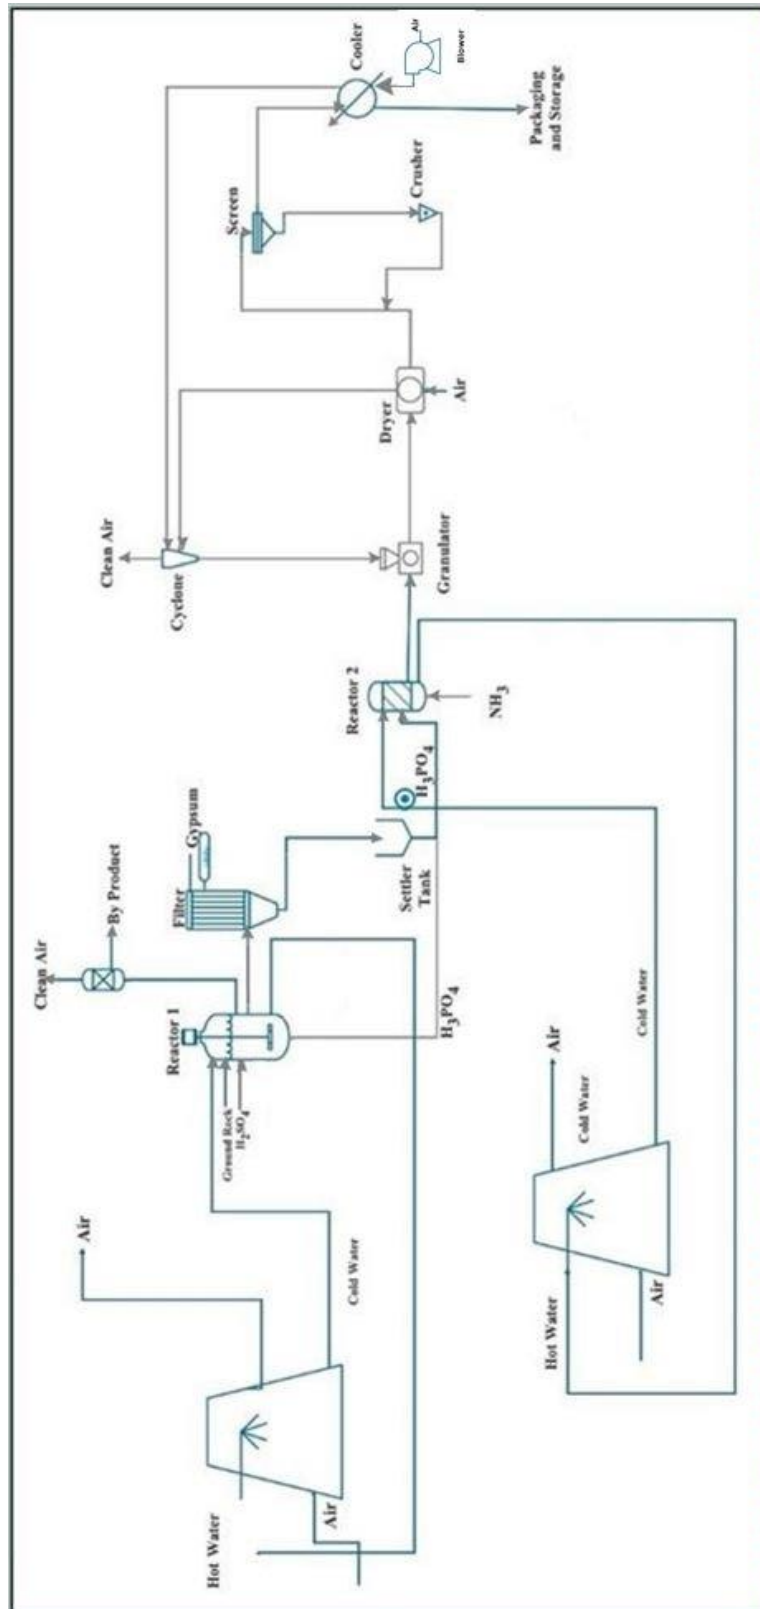 Air
Blower
Cooler
Packaging
and Storage
Screen
Crusher
Dryer
Air
Clean Air
Cyclone
Granulator
Reactor 2
NH3
H3PO4
Gypsum
Filter
Settler
Tank
By Product
Clean Air
Reactor 1
H3PO4
Ground Rock
H2SO4
Air
Cold Water
Hot Water
Air
Cold Water
Air
Cold Water
Hot Water
Air